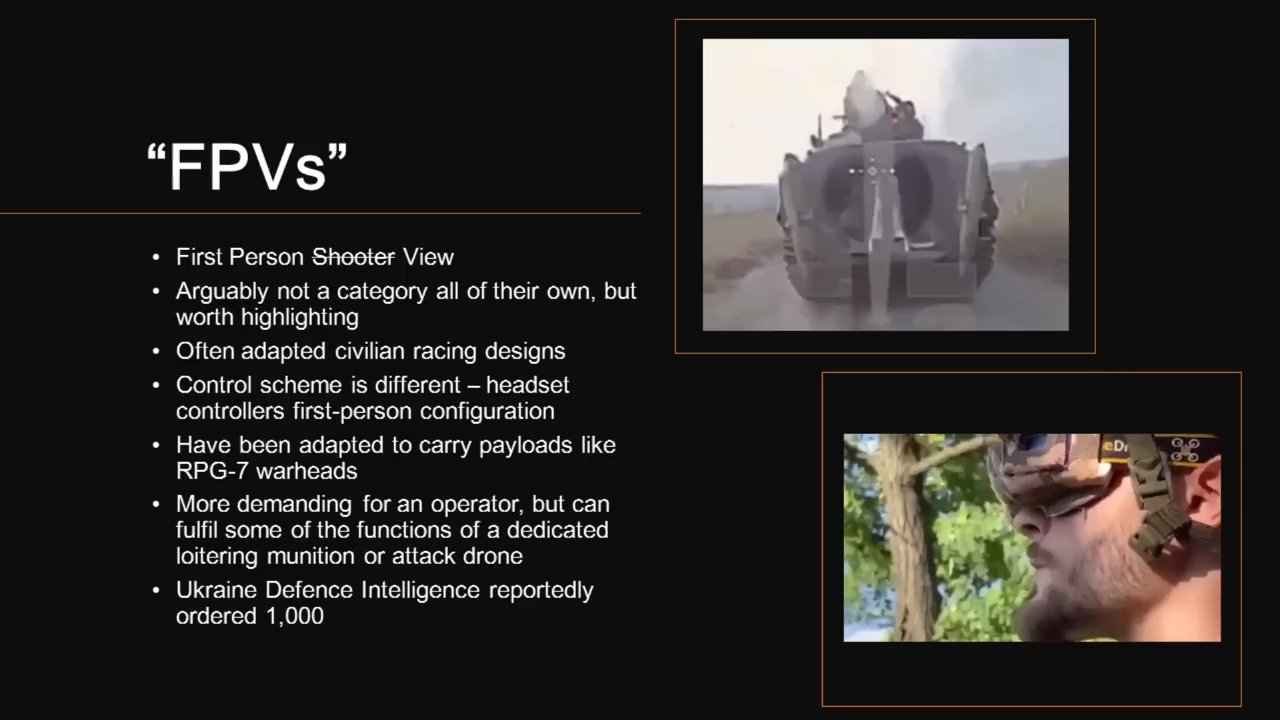 “FPVs”
• First Person ~~Shooter~~ View
• Arguably not a category all of their own, but
worth highlighting
• Often adapted civilian racing designs
• Control scheme is different – headset
controllers first-person configuration
• Have been adapted to carry payloads like
RPG-7 warheads
• More demanding for an operator, but can
fulfil some of the functions of a dedicated
loitering munition or attack drone
• Ukraine Defence Intelligence reportedly
ordered 1,000